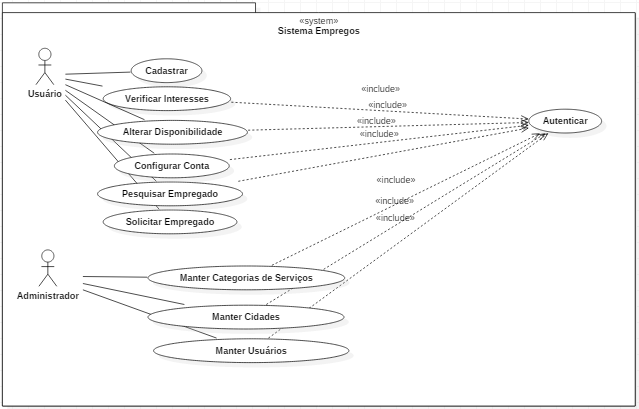 «system»
Sistema Empregos
Usuário
Cadastrar
Verificar Interesses
Alterar Disponibilidade
Configurar Conta
Pesquisar Empregado
Solicitar Empregado
«include»
«include»
«include»
«include»
Autenticar
«include»
«include»
«include»
Administrador
Manter Categorias de Serviços
Manter Cidades
Manter Usuários